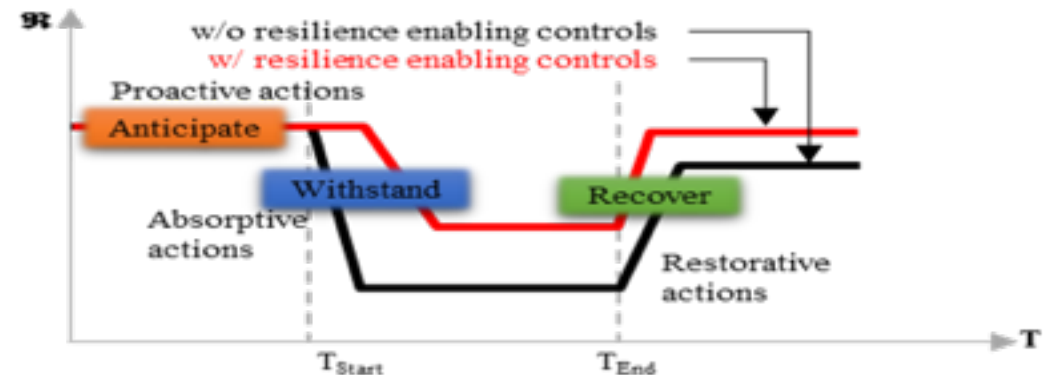 ℜ
w/o resilience enabling controls
w/ resilience enabling controls
Proactive actions
Anticipate
Withstand
Recover
Absorptive
actions
Restorative
actions
T
TStart
TEnd